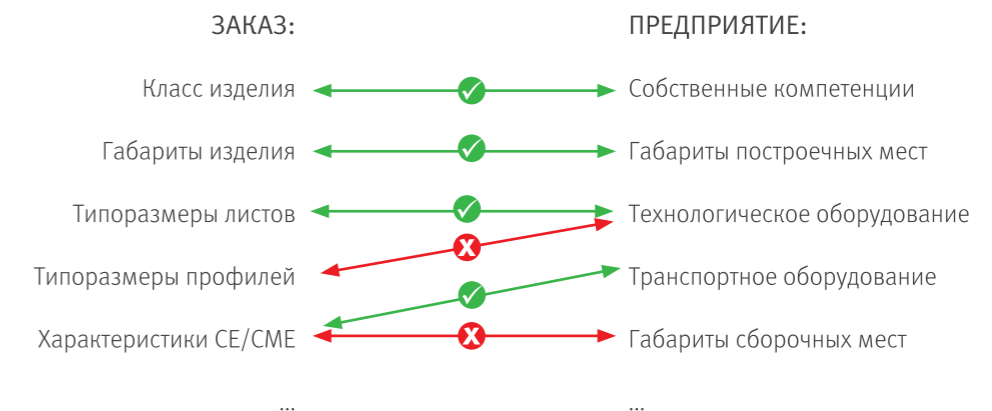 ЗАКАЗ: ПРЕДПРИЯТИЕ:
Класс изделия Собственные компетенции
Габариты изделия Габариты построечных мест
Типоразмеры листов Технологическое оборудование
Типоразмеры профилей Транспортное оборудование
Характеристики СЕ/СМЕ Габариты сборочных мест
... ...